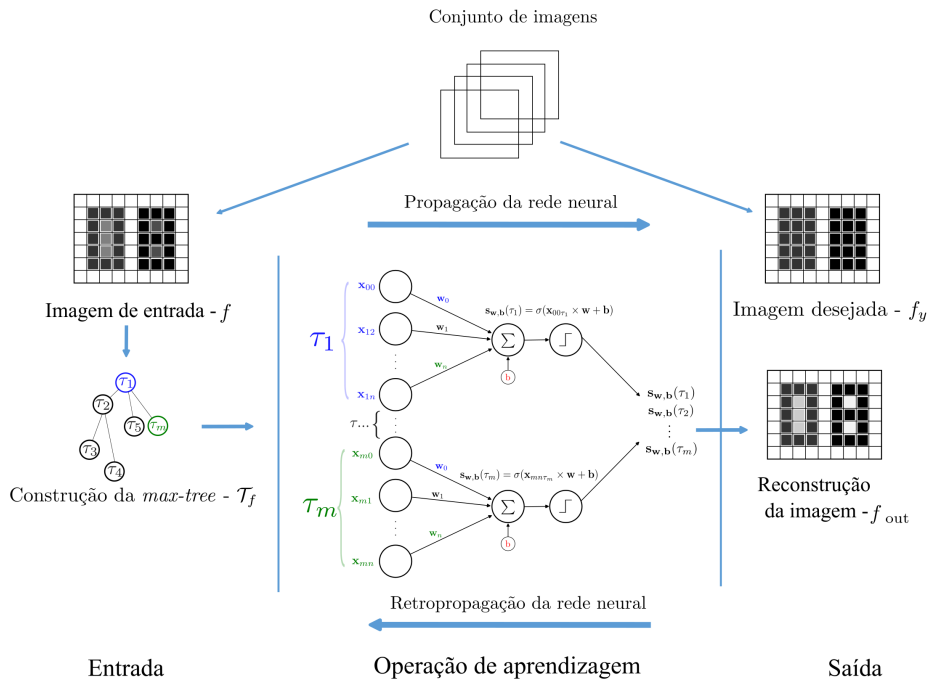 Conjunto de imagens
Propagação da rede neural
Imagem de entrada - f
Imagem desejada - f_y
x_00
w_0
s_w,b(τ_1) = σ(x_00τ_1 × w + b)
τ_1
x_12
w_1
∑
w_n
b
x_1n
τ_1
τ_2
τ_5
τ_m
τ_3
τ_4
Construção da max-tree - 𝒯_f
τ...{
s_w,b(τ_1)
s_w,b(τ_2)
⋮
s_w,b(τ_m)
x_m0
w_0
s_w,b(τ_m) = σ(x_mnτ_m × w + b)
τ_m
x_m1
w_1
∑
w_n
b
x_mn
Reconstrução
da imagem - f out
Retropropagação da rede neural
Entrada
Operação de aprendizagem
Saída